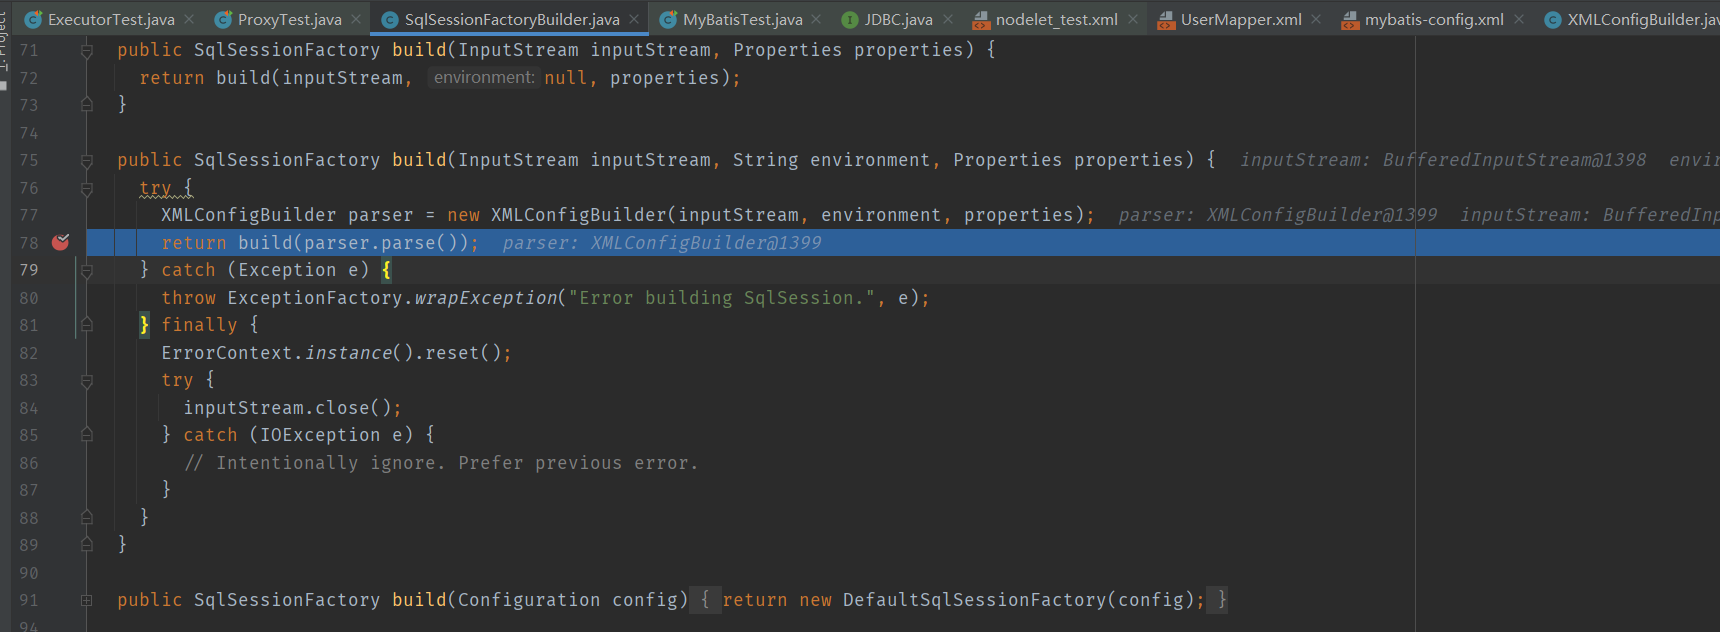 ExecutorTest.java ProxyTest.java SqlSessionFactoryBuilder.java MyBatisTest.java JDBC.java nodelet_test.xml UserMapper.xml mybatis-config.xml XMLConfigBuilder.jav
1: Project
71 public SqlSessionFactory build(InputStream inputStream, Properties properties) {
72 return build(inputStream, environment: null, properties);
73 }
74
75 public SqlSessionFactory build(InputStream inputStream, String environment, Properties properties) { inputStream: BufferedInputStream@1398 envir
76 try {
77 XMLConfigBuilder parser = new XMLConfigBuilder(inputStream, environment, properties); parser: XMLConfigBuilder@1399 inputStream: BufferedInp
78 return build(parser.parse()); parser: XMLConfigBuilder@1399
79 } catch (Exception e) {
80 throw ExceptionFactory.wrapException("Error building SqlSession.", e);
81 } finally {
82 ErrorContext.instance().reset();
83 try {
84 inputStream.close();
85 } catch (IOException e) {
86 // Intentionally ignore. Prefer previous error.
87 }
88 }
89 }
90
91 public SqlSessionFactory build(Configuration config) { return new DefaultSqlSessionFactory(config); }
94